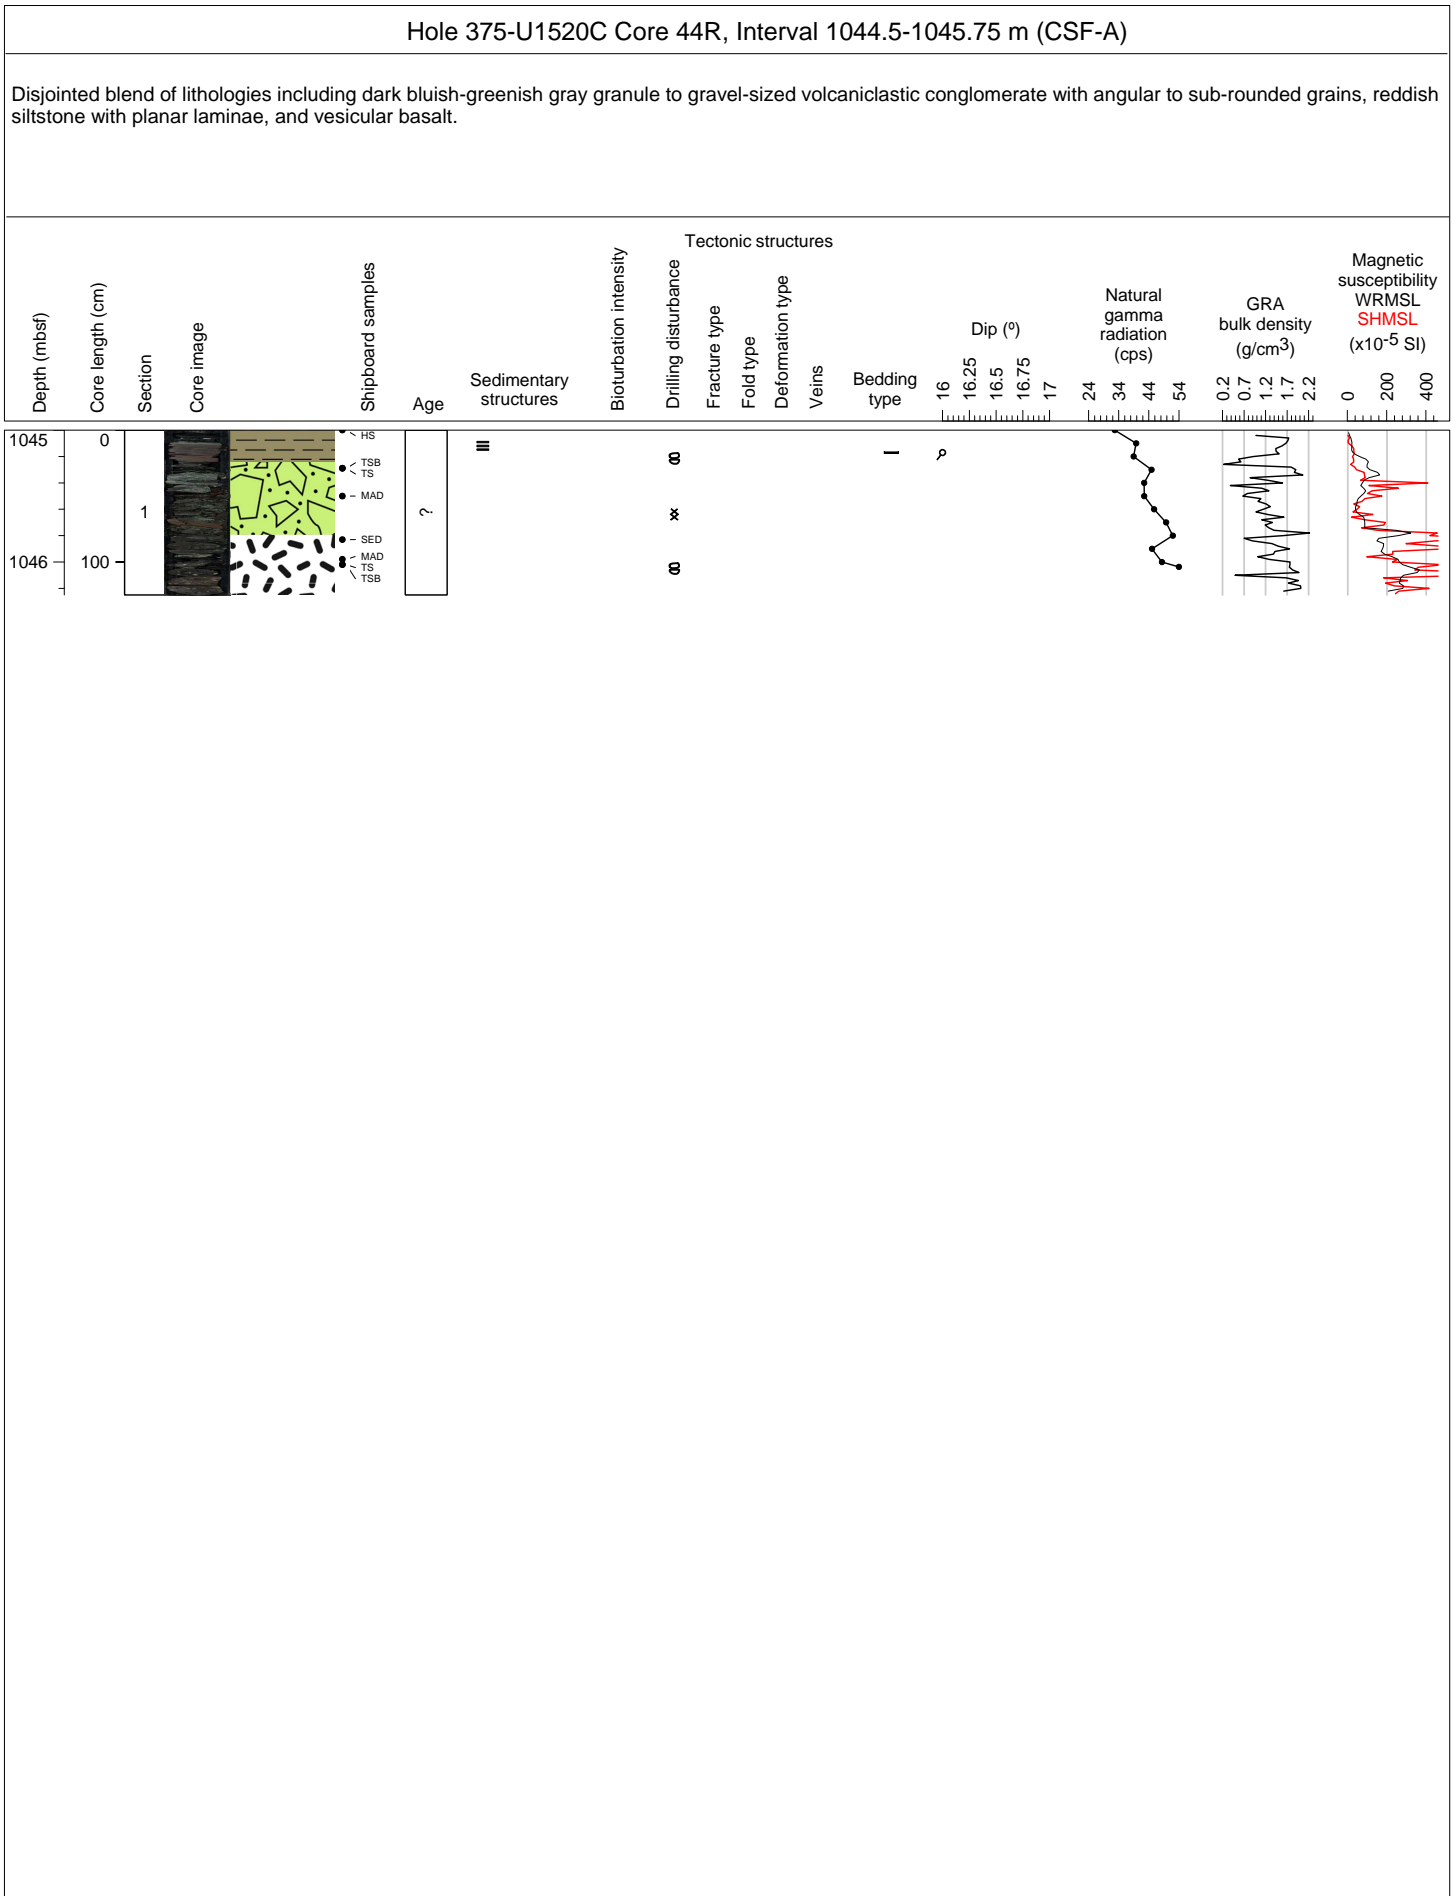 Hole 375-U1520C Core 44R, Interval 1044.5-1045.75 m (CSF-A)
Disjointed blend of lithologies including dark bluish-greenish gray granule to gravel-sized volcaniclastic conglomerate with angular to sub-rounded grains, reddish
siltstone with planar laminae, and vesicular basalt.
Depth (mbsf)
Core length (cm)
Section
Core image
Shipboard samples
Age
Sedimentary
structures
Bioturbation intensity
Drilling disturbance
Tectonic structures
Fracture type
Fold type
Deformation type
Veins
Bedding
type
Dip (º)
16
16.25
16.5
16.75
17
Natural
gamma
radiation
(cps)
24
34
44
54
GRA
bulk density
(g/cm3)
0.2
0.7
1.2
1.7
2.2
Magnetic
susceptibility
WRMSL
SHMSL
(x10-5 SI)
0
200
400
1045
1046
0
100
1
HS
TSB
TS
MAD
SED
MAD
TS
TSB
?